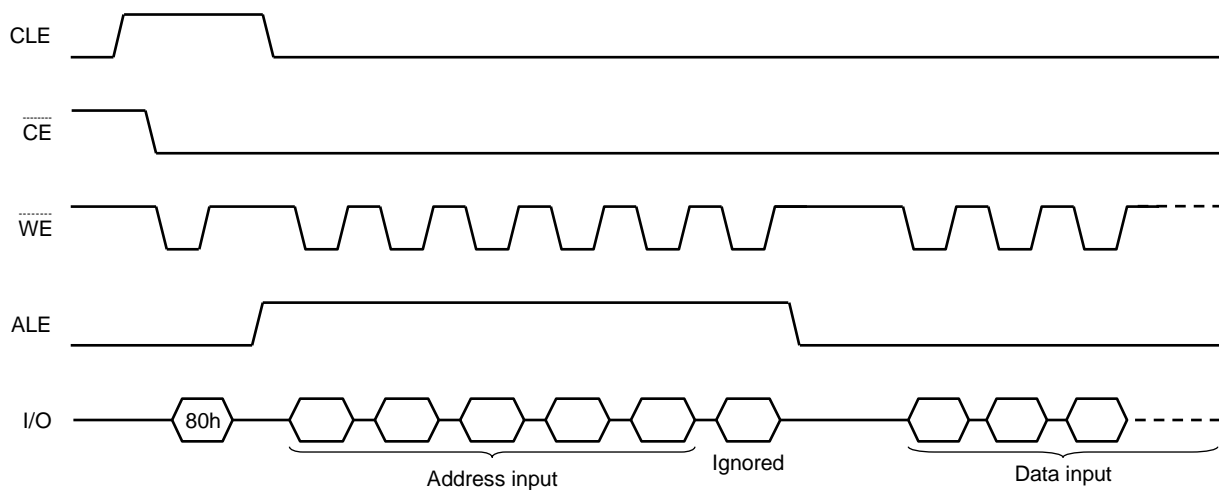 CLE
CE
WE
ALE
I/O
80h
Address input
Ignored
Data input